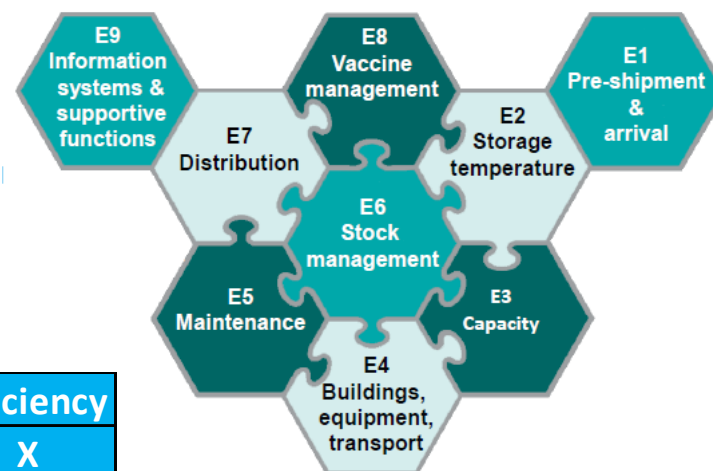 E9
Information
systems &
supportive
functions
E8
Vaccine
management
E1
Pre-shipment
&
arrival
E7
Distribution
E2
Storage
temperature
E6
Stock
management
E5
Maintenance
E3
Capacity
E4
Buildings,
equipment,
transport
ciency
X